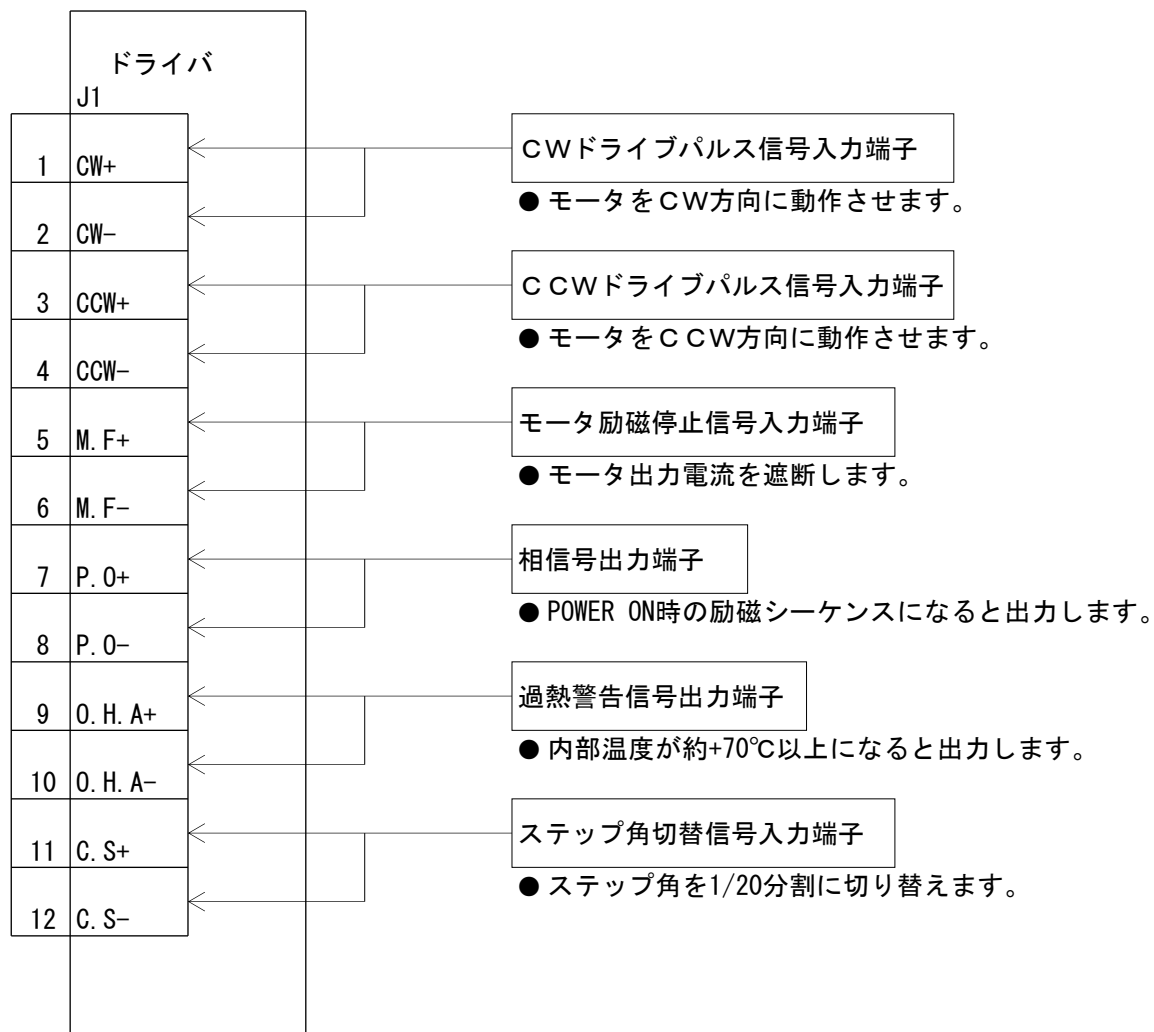 ドライバ
J1
1 CW+
CWドライブパルス信号入力端子
● モータをCW方向に動作させます。
2 CW-
3 CCW+
CCWドライブパルス信号入力端子
● モータをCCW方向に動作させます。
4 CCW-
5 M.F+
モータ励磁停止信号入力端子
● モータ出力電流を遮断します。
6 M.F-
7 P.O+
相信号出力端子
● POWER ON時の励磁シーケンスになると出力します。
8 P.O-
9 O.H.A+
過熱警告信号出力端子
● 内部温度が約+70℃以上になると出力します。
10 O.H.A-
11 C.S+
ステップ角切替信号入力端子
● ステップ角を1/20分割に切り替えます。
12 C.S-